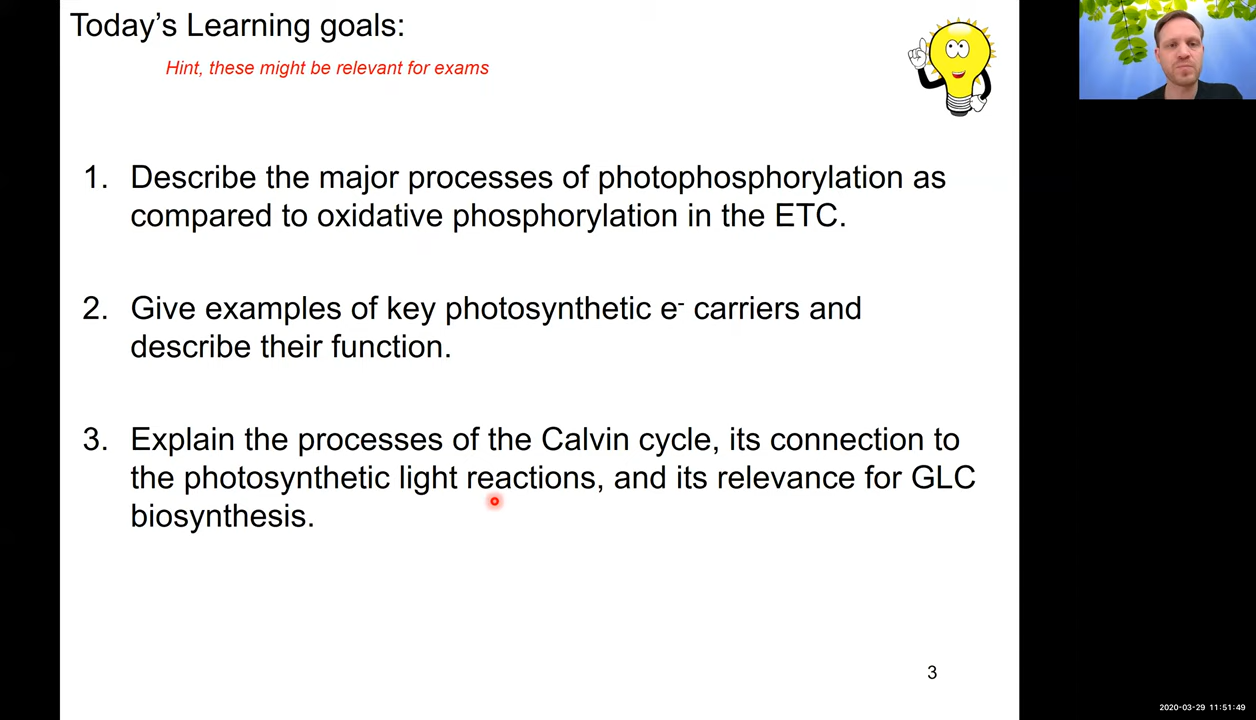 Today’s Learning goals:
Hint, these might be relevant for exams
1. Describe the major processes of photophosphorylation as
compared to oxidative phosphorylation in the ETC.
2. Give examples of key photosynthetic e⁻ carriers and
describe their function.
3. Explain the processes of the Calvin cycle, its connection to
the photosynthetic light reactions, and its relevance for GLC
biosynthesis.
3
2020-03-29 11:51:49